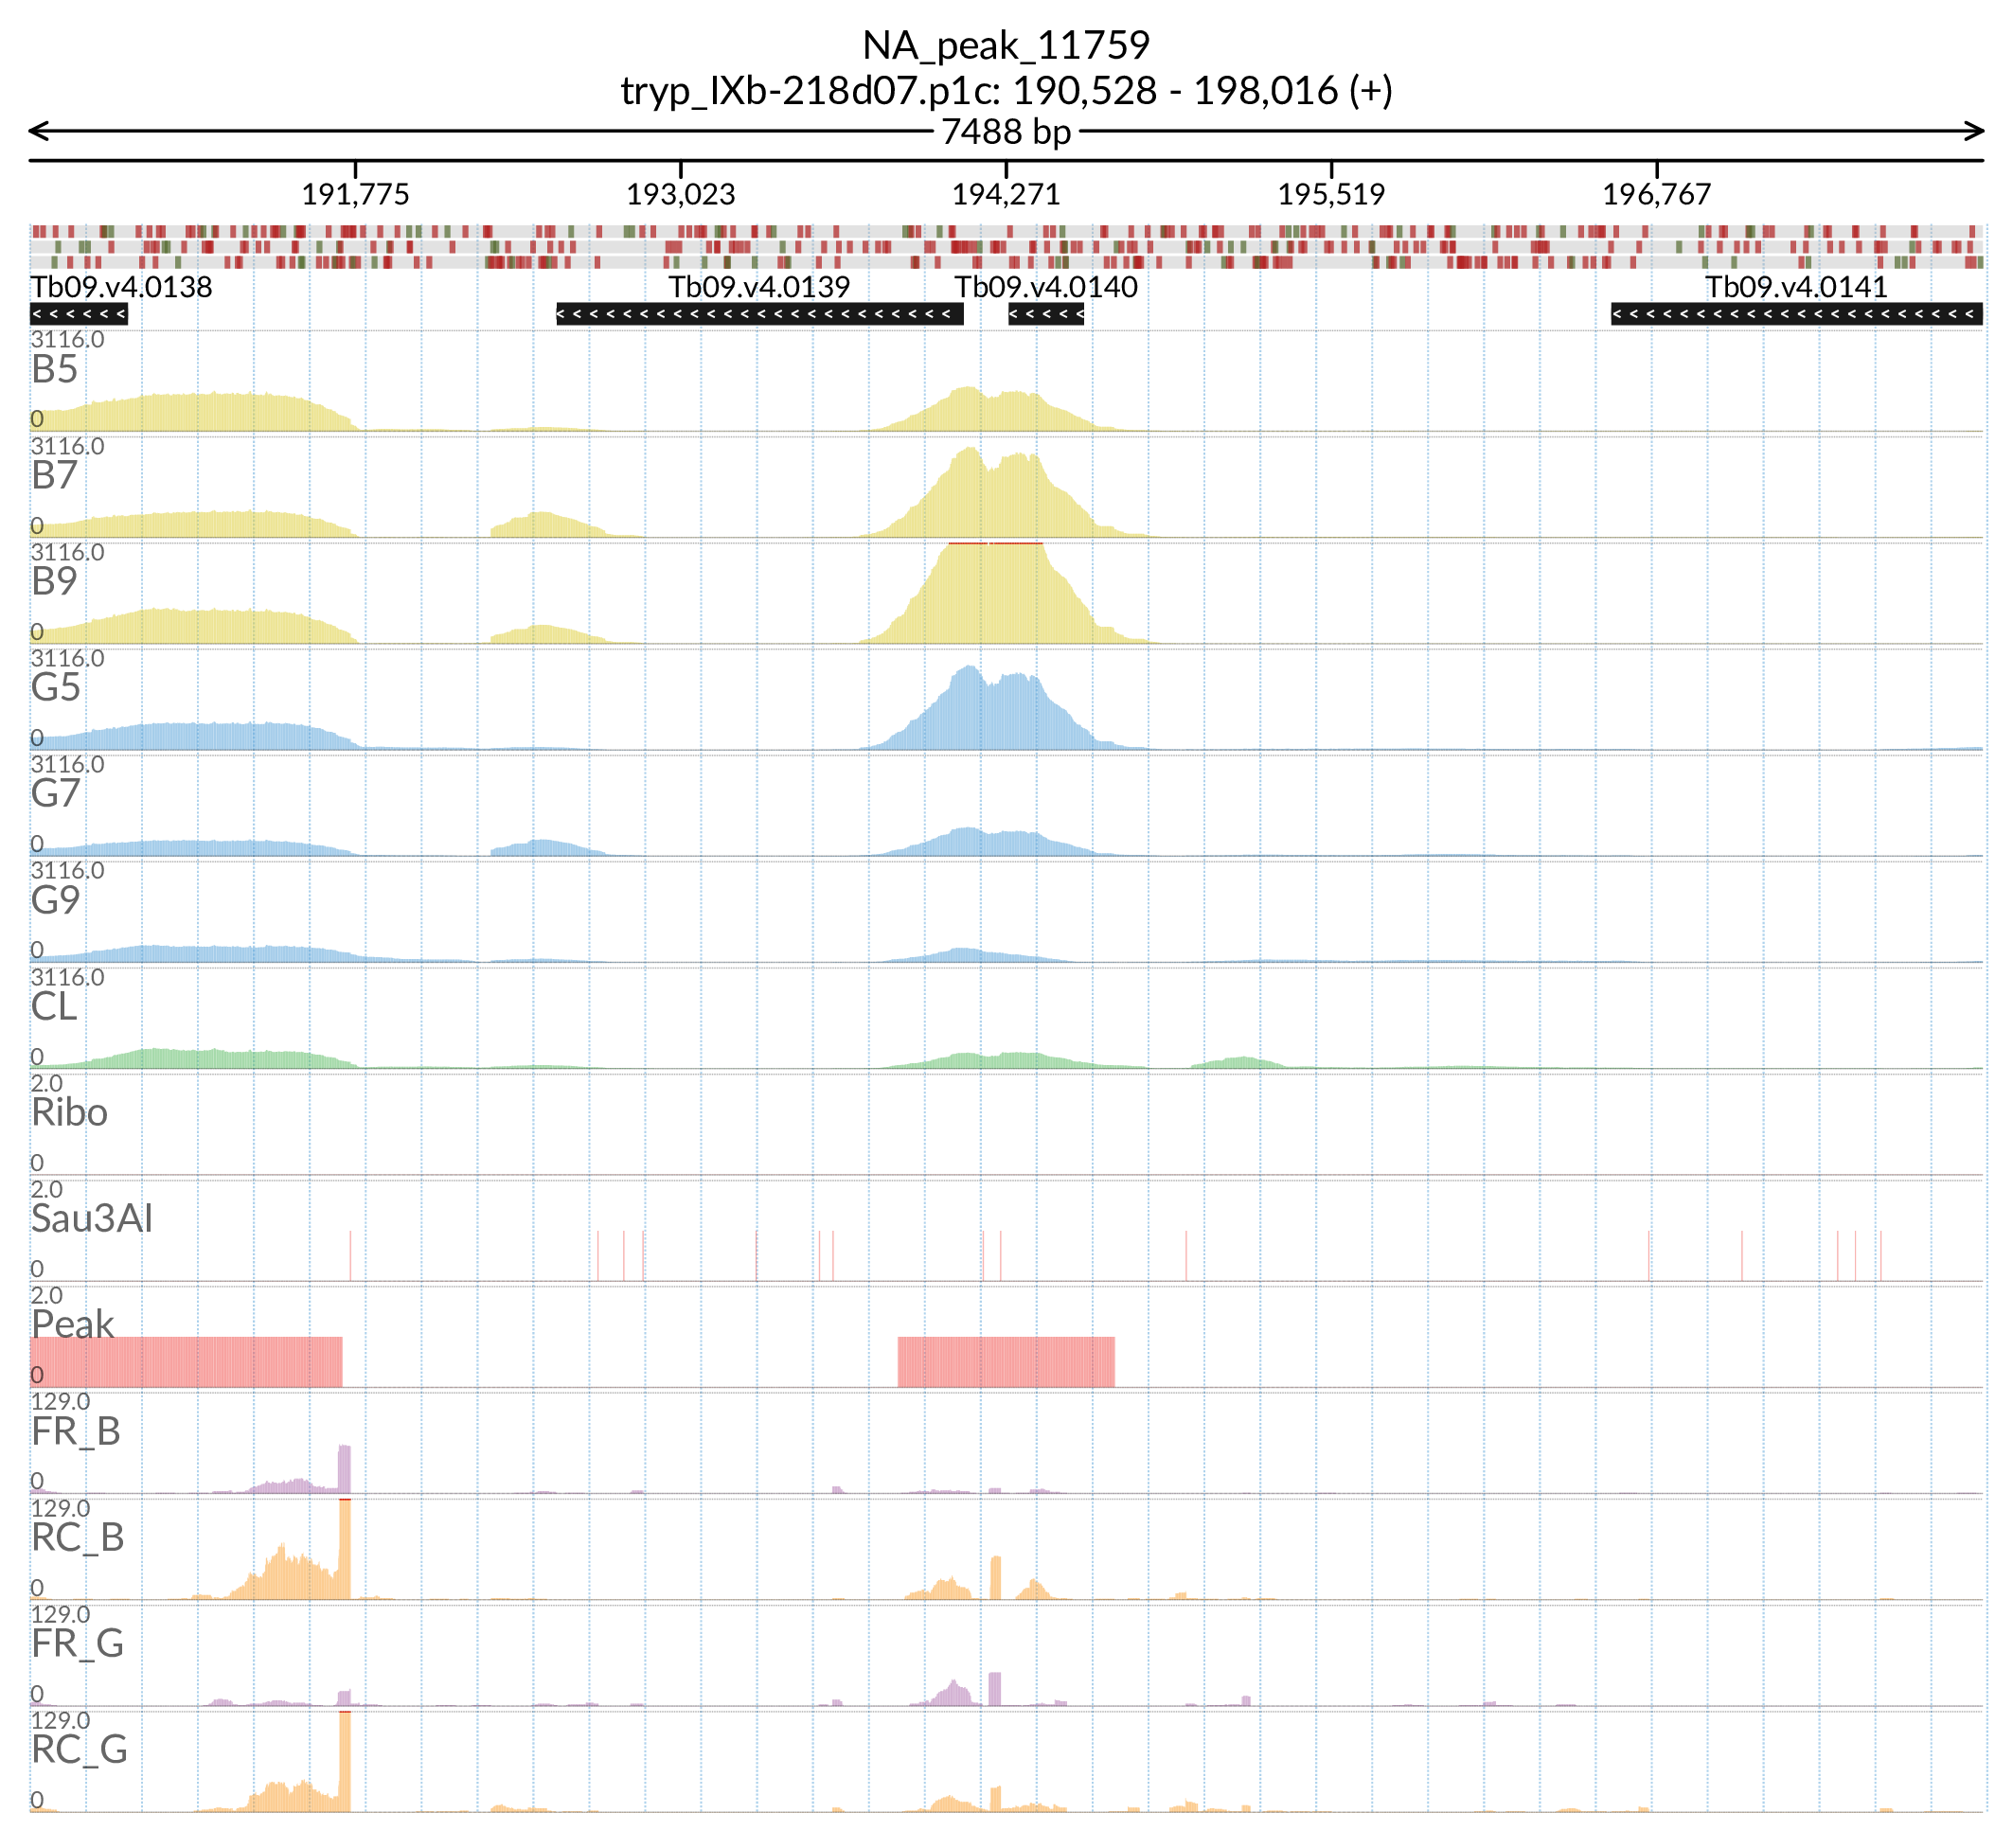 NA_peak_11759
tryp_IXb-218d07.p1c: 190,528 - 198,016 (+)
7488 bp
191,775 193,023 194,271 195,519 196,767
Tb09.v4.0138 Tb09.v4.0139 Tb09.v4.0140 Tb09.v4.0141
3116.0
B5
0
3116.0
B7
0
3116.0
B9
0
3116.0
G5
0
3116.0
G7
0
3116.0
G9
0
3116.0
CL
0
2.0
Ribo
0
2.0
Sau3AI
0
2.0
Peak
0
129.0
FR_B
0
129.0
RC_B
0
129.0
FR_G
0
129.0
RC_G
0